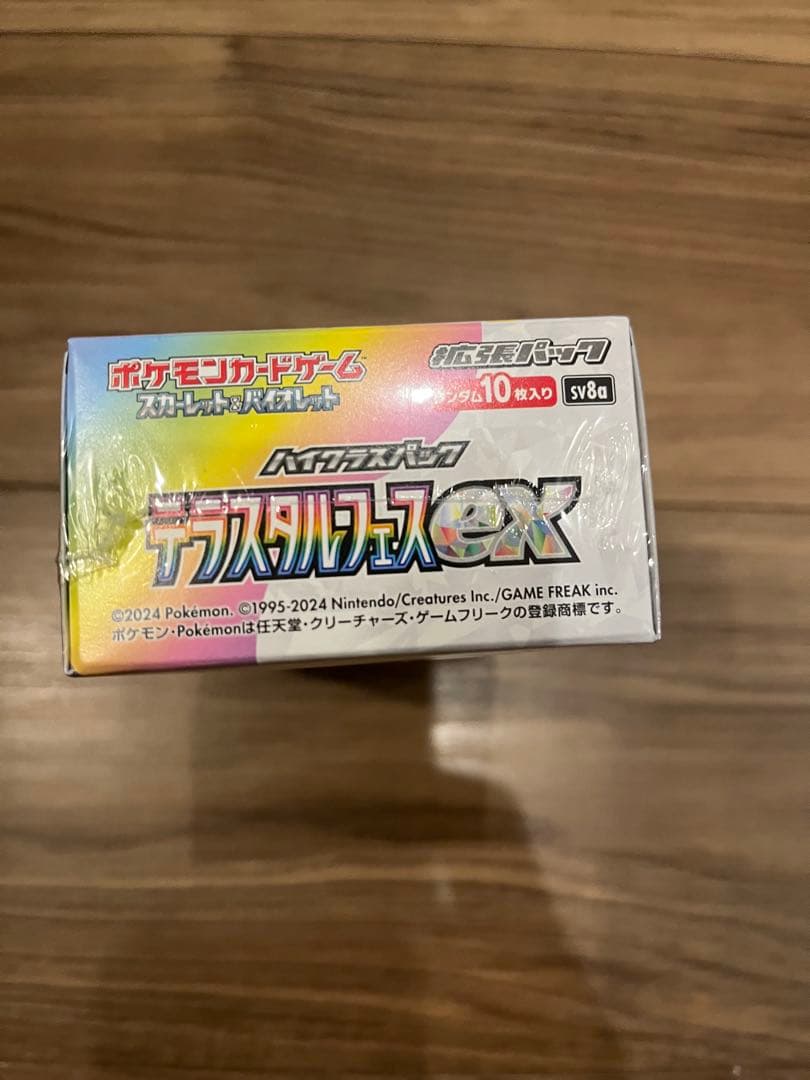 ポケモンカードゲーム
スカーレット&バイオレット
拡張パック
ンダム10枚入り
SV8a
ハイクラスパック
テラスタルフェスex
©2024 Pokémon. ©1995-2024 Nintendo/Creatures Inc./GAME FREAK inc.
ポケモン・Pokémonは任天堂・クリーチャーズ・ゲームフリークの登録商標です。